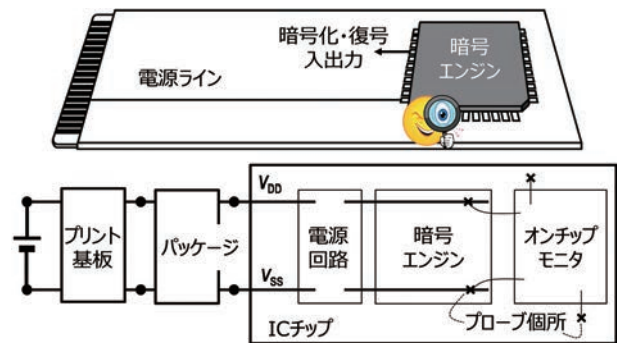 暗号化・復号
入出力
暗号
エンジン
電源ライン
VDD
プリント
基板
パッケージ
電源
回路
暗号
エンジン
オンチップ
モニタ
VSS
プローブ個所
ICチップ